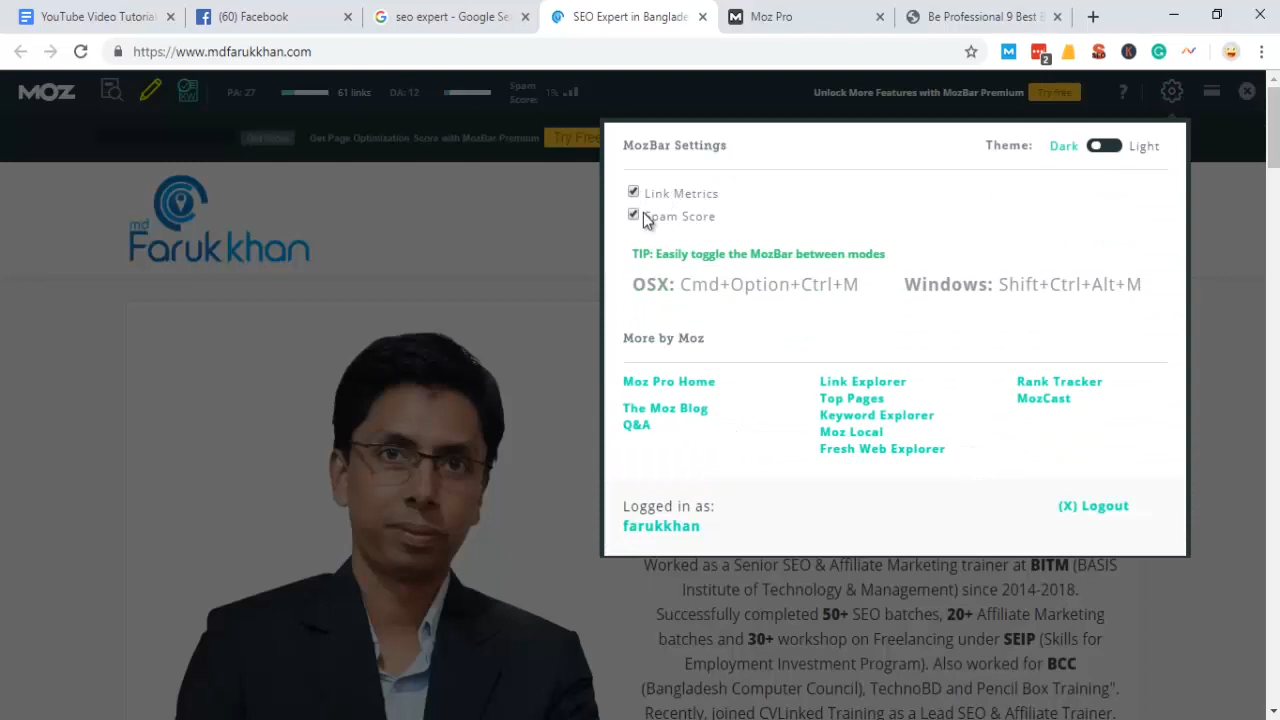 YouTube Video Tutorial
(60) Facebook
seo expert - Google Se
SEO Expert in Banglade
Moz Pro
Be Professional 9 Best B
https://www.mdfarukkhan.com
2
MOZ
KW
PA: 27
61 links
DA: 12
Spam
Score:
1%
Unlock More Features with MozBar Premium
Try free
?
Get Page Optimization Score with MozBar Premium
Try Free
MozBar Settings
Theme: Dark Light
Link Metrics
Spam Score
TIP: Easily toggle the MozBar between modes
OSX: Cmd+Option+Ctrl+M Windows: Shift+Ctrl+Alt+M
More by Moz
Moz Pro Home
The Moz Blog
Q&A
Link Explorer
Top Pages
Keyword Explorer
Moz Local
Fresh Web Explorer
Rank Tracker
MozCast
Logged in as:
farukkhan
(X) Logout
md
Farukkhan
Worked as a Senior SEO & Affiliate Marketing trainer at BITM (BASIS
Institute of Technology & Management) since 2014-2018.
Successfully completed 50+ SEO batches, 20+ Affiliate Marketing
batches and 30+ workshop on Freelancing under SEIP (Skills for
Employment Investment Program). Also worked for BCC
(Bangladesh Computer Council), TechnoBD and Pencil Box Training".
Recently, joined CVLinked Training as a Lead SEO & Affiliate Trainer.